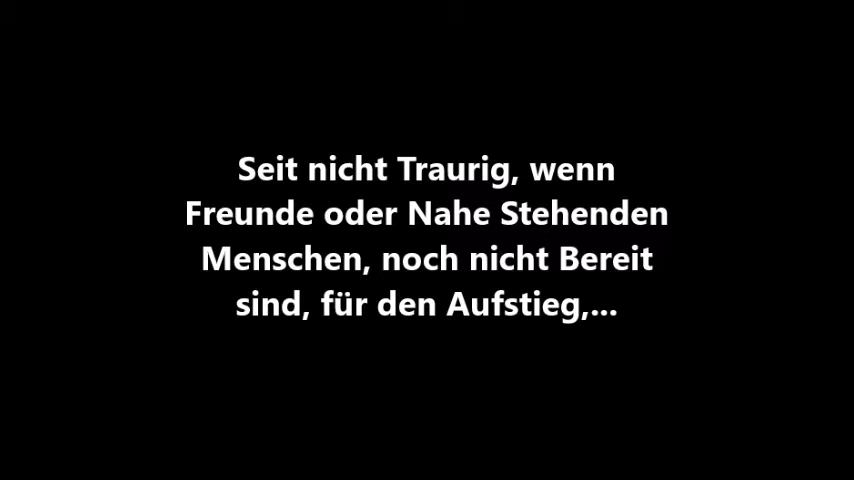 Seit nicht Traurig, wenn
Freunde oder Nahe Stehenden
Menschen, noch nicht Bereit
sind, für den Aufstieg,...